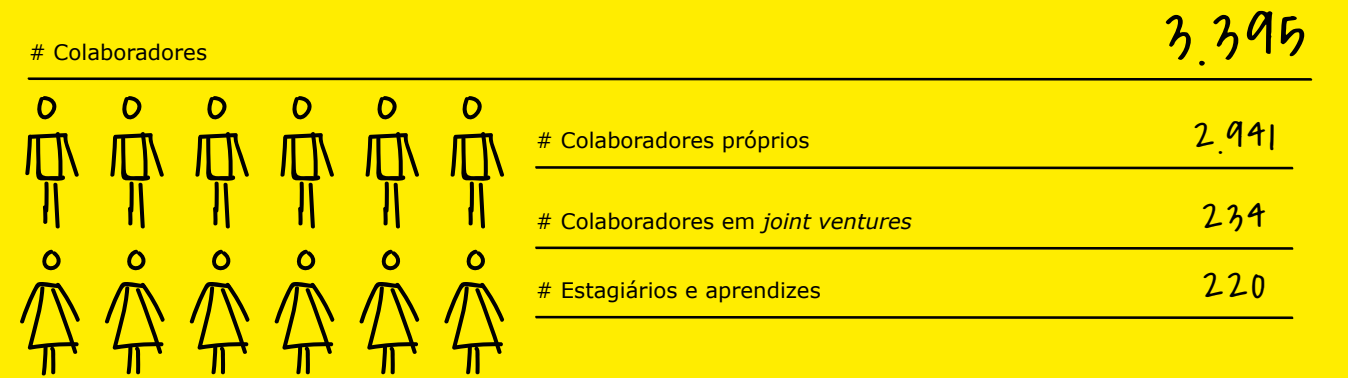 # Colaboradores 3.395
# Colaboradores próprios 2.941
# Colaboradores em joint ventures 234
# Estagiários e aprendizes 220